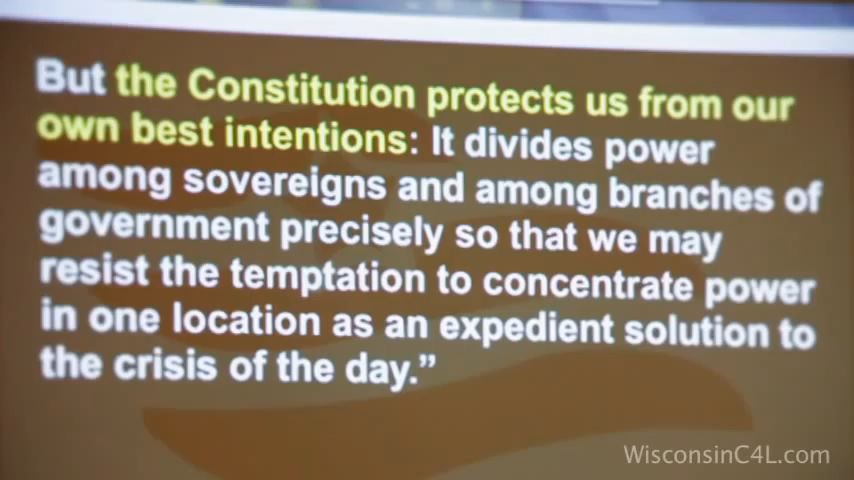 But the Constitution protects us from our
own best intentions: It divides power
among sovereigns and among branches of
government precisely so that we may
resist the temptation to concentrate power
in one location as an expedient solution to
the crisis of the day.”
WisconsinC4L.com